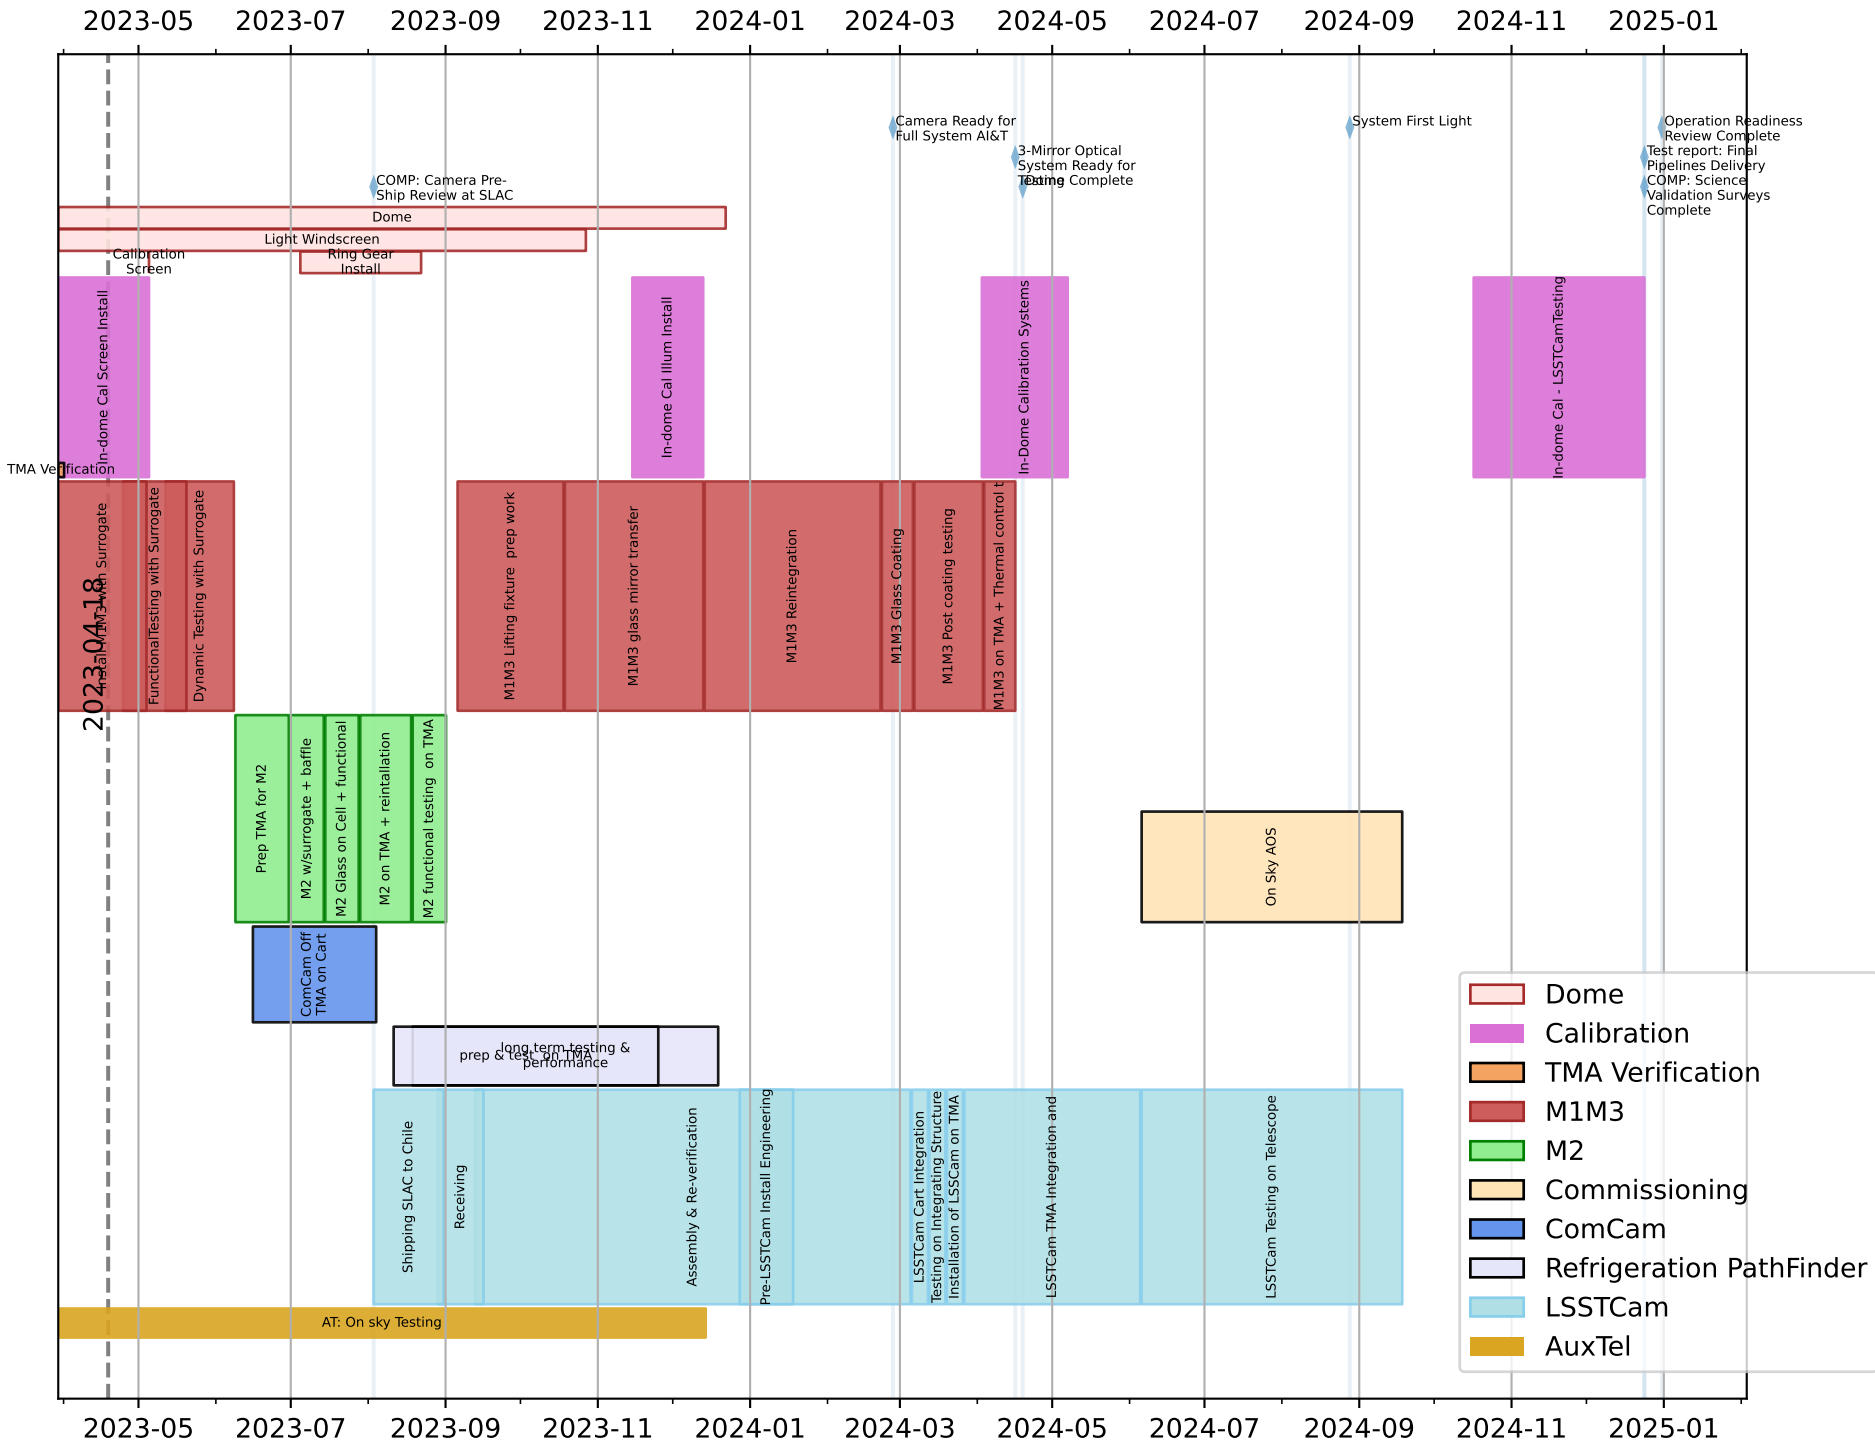 2023-05 2023-07 2023-09 2023-11 2024-01 2024-03 2024-05 2024-07 2024-09 2024-11 2025-01
Camera Ready for
Full System AI&T
System First Light
Operation Readiness
Review Complete
3-Mirror Optical
System Ready for
Testing
Dome Complete
Test report: Final
Pipelines Delivery
COMP: Camera Pre-
Ship Review at SLAC
COMP: Science
Validation Surveys
Complete
Dome
Light Windscreen
Calibration
Screen
Ring Gear
Install
In-dome Cal Screen Install
In-dome Cal Illum Install
In-Dome Calibration Systems
In-dome Cal - LSSTCamTesting
TMA Verification
2023-04-18
Install M1M3 with Surrogate
FunctionalTesting with Surrogate
Dynamic Testing with Surrogate
M1M3 Lifting fixture  prep work
M1M3 glass mirror transfer
M1M3 Reintegration
M1M3 Glass Coating
M1M3 Post coating testing
M1M3 on TMA + Thermal control t
Prep TMA for M2
M2 w/surrogate + baffle
M2 Glass on Cell + functional
M2 on TMA + reintallation
M2 functional testing  on TMA
On Sky AOS
ComCam Off
TMA on Cart
prep & test  on TMA
long term testing &
performance
Shipping SLAC to Chile
Receiving
Assembly & Re-verification
Pre-LSSTCam Install Engineering
LSSTCam Cart Integration
Testing on Integrating Structure
Installation of LSSCam on TMA
LSSTCam TMA Integration and
LSSTCam Testing on Telescope
AT: On sky Testing
Dome
Calibration
TMA Verification
M1M3
M2
Commissioning
ComCam
Refrigeration PathFinder
LSSTCam
AuxTel
2023-05 2023-07 2023-09 2023-11 2024-01 2024-03 2024-05 2024-07 2024-09 2024-11 2025-01